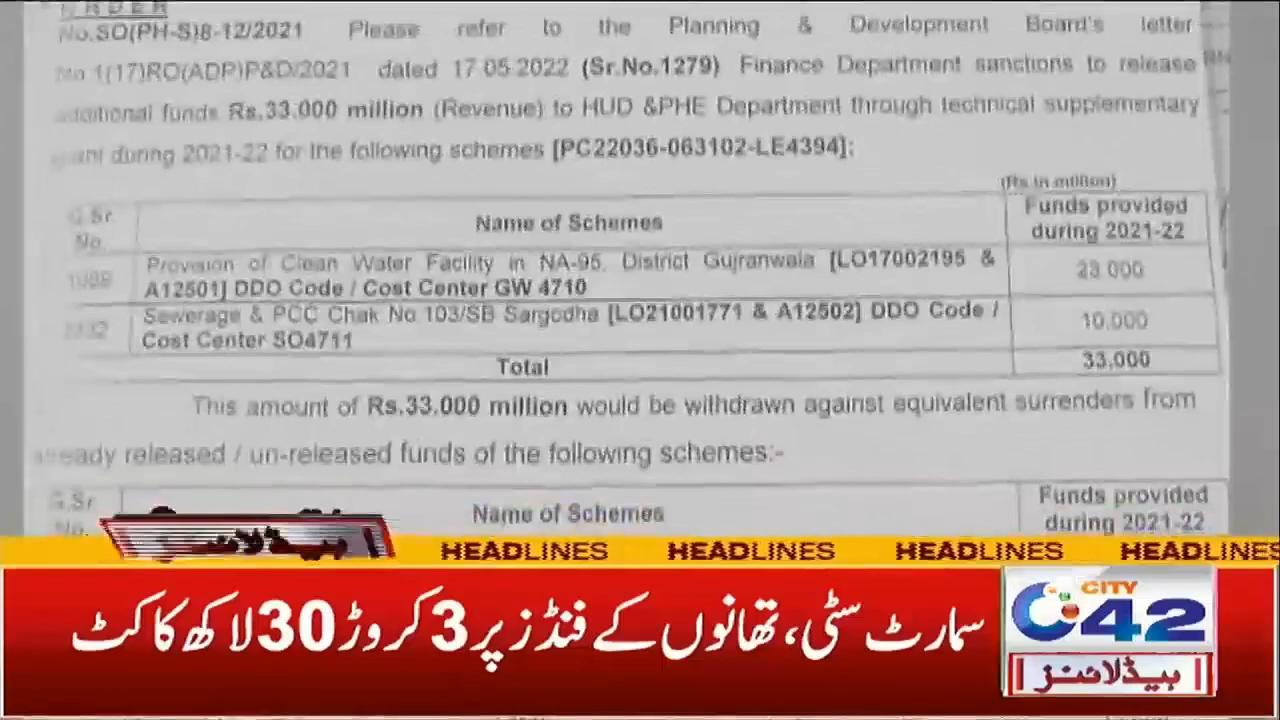 ORDER
No.SO(PH-S)8-12/2021 Please refer to the Planning & Development Board's letter
No.1(17)RO(ADP)P&D/2021 dated 17-05-2022 (Sr.No.1279) Finance Department sanctions to release
additional funds Rs.33.000 million (Revenue) to HUD &PHE Department through technical supplementary
grant during 2021-22 for the following schemes [PC22036-063102-LE4394]:
(Rs in million)
G.Sr. No. Name of Schemes Funds provided during 2021-22
Provision of Clean Water Facility in NA-95, District Gujranwala [LO17002195 &
A12501] DDO Code / Cost Center GW 4710 23.000
Sewerage & PCC Chak No 103/SB Sargodha [LO21001771 & A12502] DDO Code /
Cost Center SO4711 10.000
Total 33.000
This amount of Rs.33.000 million would be withdrawn against equivalent surrenders from
already released / un-released funds of the following schemes:-
G.Sr. No. Name of Schemes Funds provided during 2021-22
ہیڈلائنز
HEADLINES HEADLINES HEADLINES HEADLINES
سمارٹ سٹی، تھانوں کے فنڈز پر 3 کروڑ 30 لاکھ کا کٹ
CITY 42
ہیڈلائنز